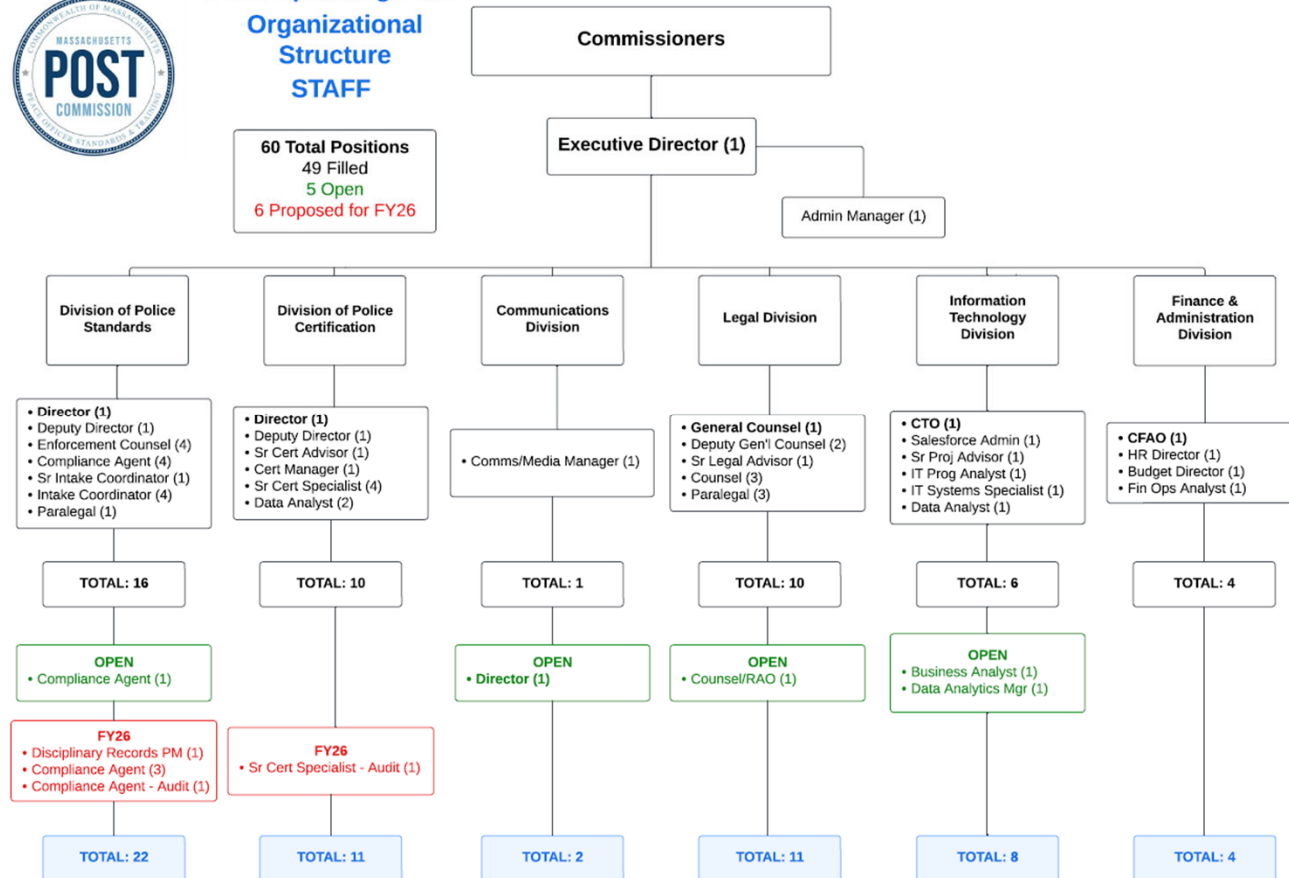 COMMONWEALTH OF MASSACHUSETTS
MASSACHUSETTS
POST
COMMISSION
PEACE OFFICER STANDARDS & TRAINING
Organizational
Structure
STAFF
60 Total Positions
49 Filled
5 Open
6 Proposed for FY26
Commissioners
Executive Director (1)
Admin Manager (1)
Division of Police
Standards
• Director (1)
• Deputy Director (1)
• Enforcement Counsel (4)
• Compliance Agent (4)
• Sr Intake Coordinator (1)
• Intake Coordinator (4)
• Paralegal (1)
TOTAL: 16
OPEN
• Compliance Agent (1)
FY26
• Disciplinary Records PM (1)
• Compliance Agent (3)
• Compliance Agent - Audit (1)
TOTAL: 22
Division of Police
Certification
• Director (1)
• Deputy Director (1)
• Sr Cert Advisor (1)
• Cert Manager (1)
• Sr Cert Specialist (4)
• Data Analyst (2)
TOTAL: 10
FY26
• Sr Cert Specialist - Audit (1)
TOTAL: 11
Communications
Division
• Comms/Media Manager (1)
TOTAL: 1
OPEN
• Director (1)
TOTAL: 2
Legal Division
• General Counsel (1)
• Deputy Gen'l Counsel (2)
• Sr Legal Advisor (1)
• Counsel (3)
• Paralegal (3)
TOTAL: 10
OPEN
• Counsel/RAO (1)
TOTAL: 11
Information
Technology
Division
• CTO (1)
• Salesforce Admin (1)
• Sr Proj Advisor (1)
• IT Prog Analyst (1)
• IT Systems Specialist (1)
• Data Analyst (1)
TOTAL: 6
OPEN
• Business Analyst (1)
• Data Analytics Mgr (1)
TOTAL: 8
Finance &
Administration
Division
• CFAO (1)
• HR Director (1)
• Budget Director (1)
• Fin Ops Analyst (1)
TOTAL: 4
TOTAL: 4